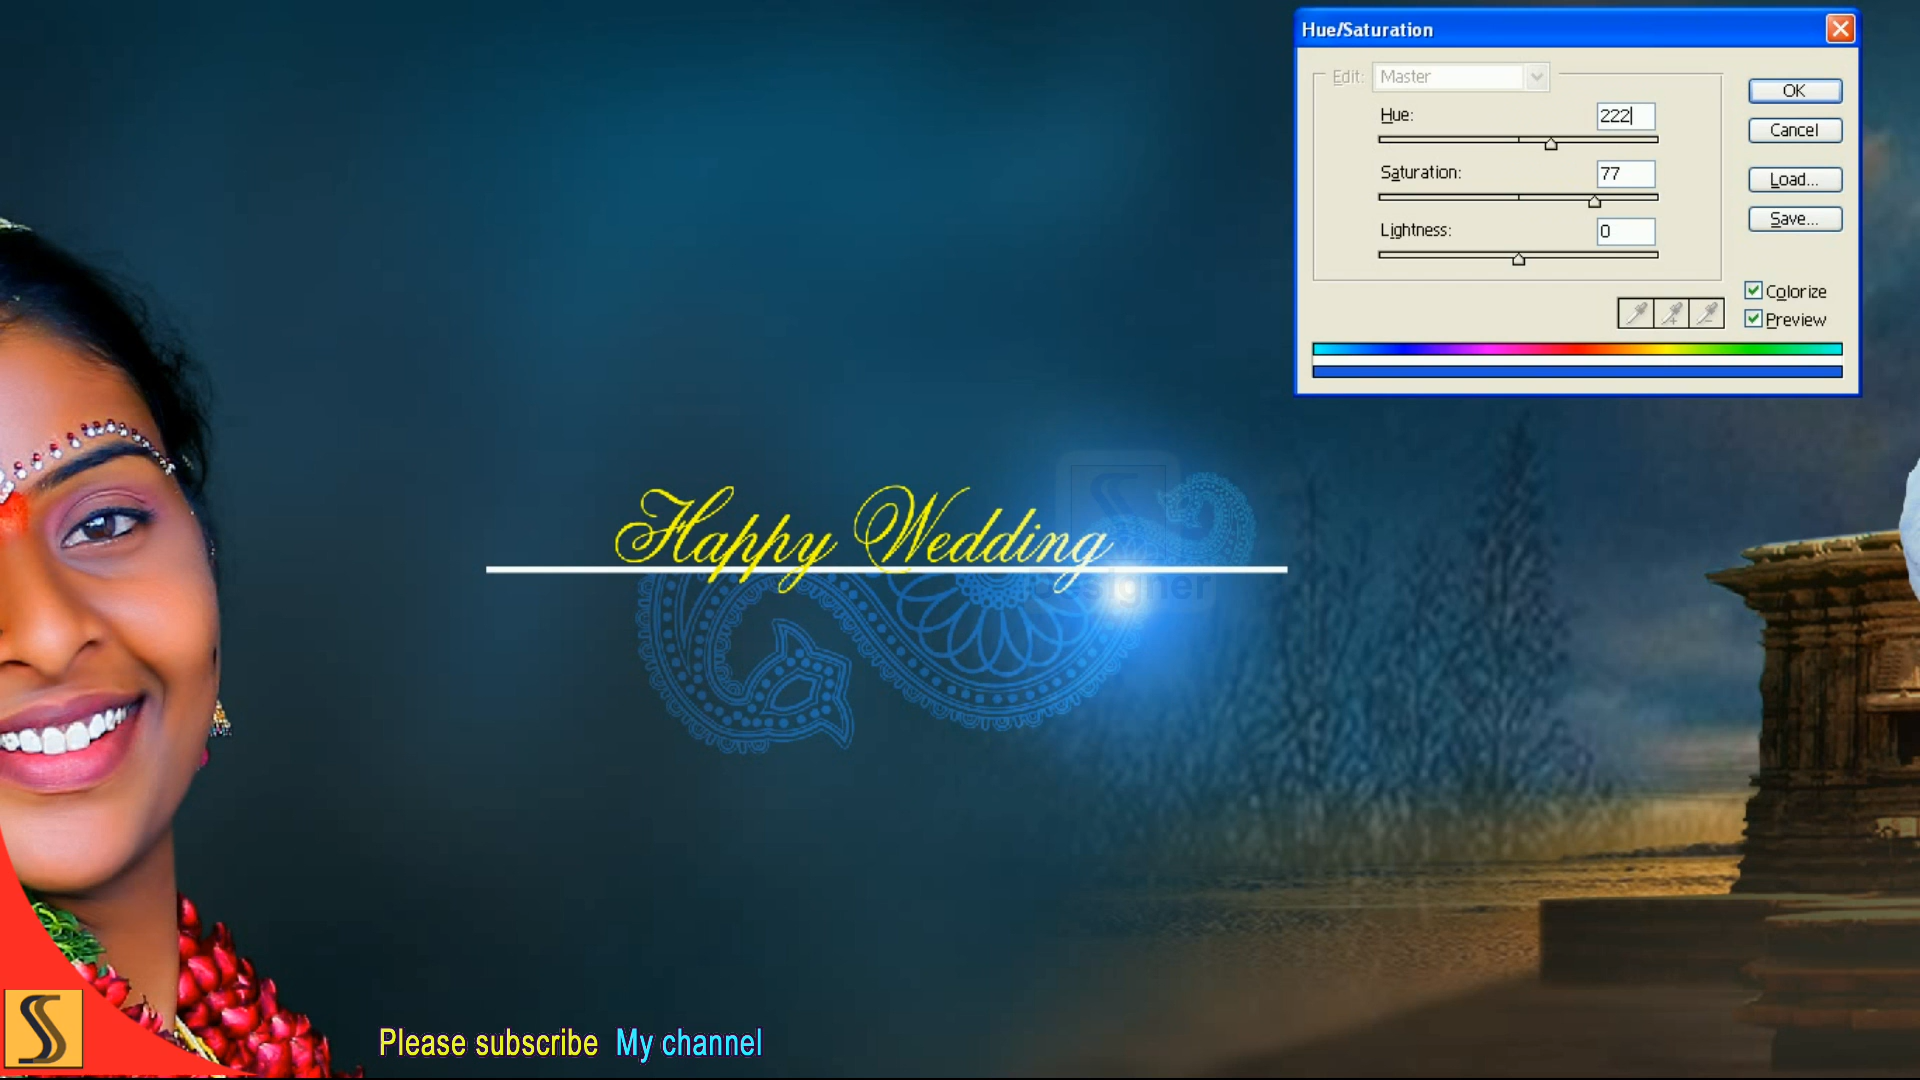 Hue/Saturation
Edit: Master
OK
Hue: 222
Cancel
Saturation: 77
Load...
Lightness: 0
Save...
Colorize
Preview
Happy Wedding
designer
Please subscribe My channel